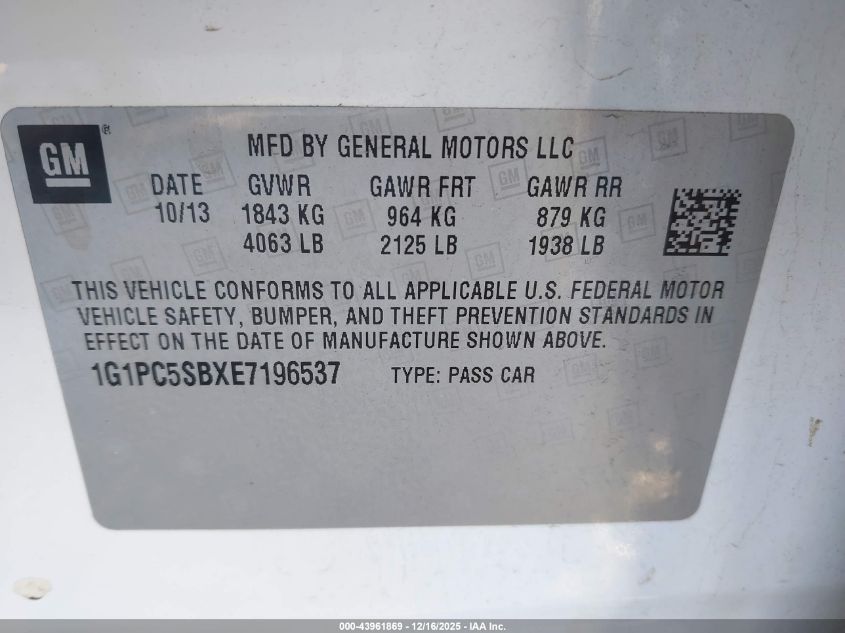 GM®
MFD BY GENERAL MOTORS LLC
DATE GVWR GAWR FRT GAWR RR
10/13 1843 KG 964 KG 879 KG
4063 LB 2125 LB 1938 LB
THIS VEHICLE CONFORMS TO ALL APPLICABLE U.S. FEDERAL MOTOR
VEHICLE SAFETY, BUMPER, AND THEFT PREVENTION STANDARDS IN
EFFECT ON THE DATE OF MANUFACTURE SHOWN ABOVE.
1G1PC5SBXE7196537 TYPE: PASS CAR
000-43961869 - 12/16/2025 - IAA Inc.